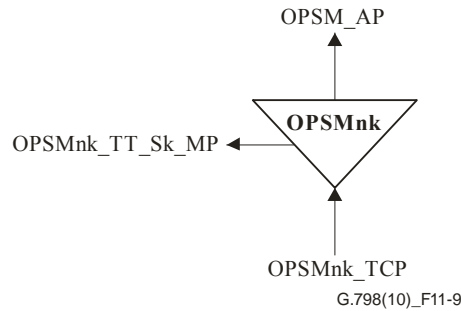 OPSM_AP
OPSMnk
OPSMnk_TT_Sk_MP
OPSMnk_TCP
G.798(10)_F11-9